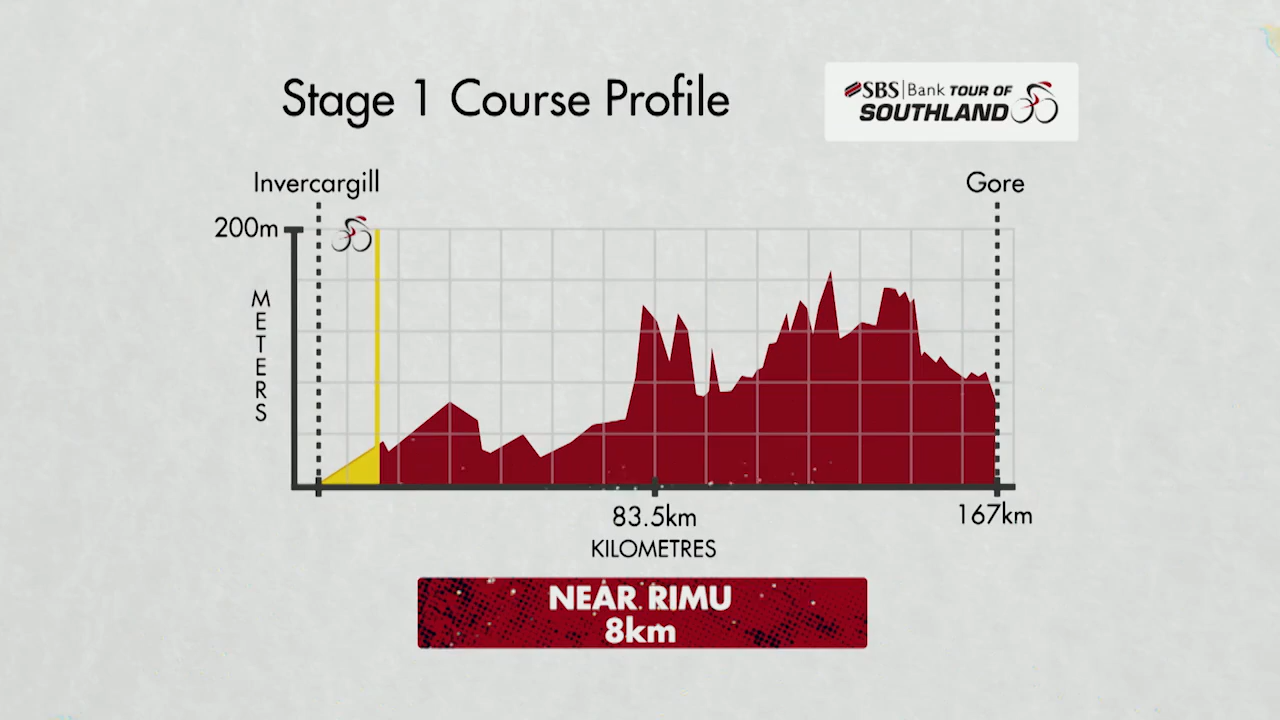 Stage 1 Course Profile
SBS|Bank TOUR OF
SOUTHLAND
Invercargill
Gore
200m
METERS
83.5km
167km
KILOMETRES
NEAR RIMU
8km